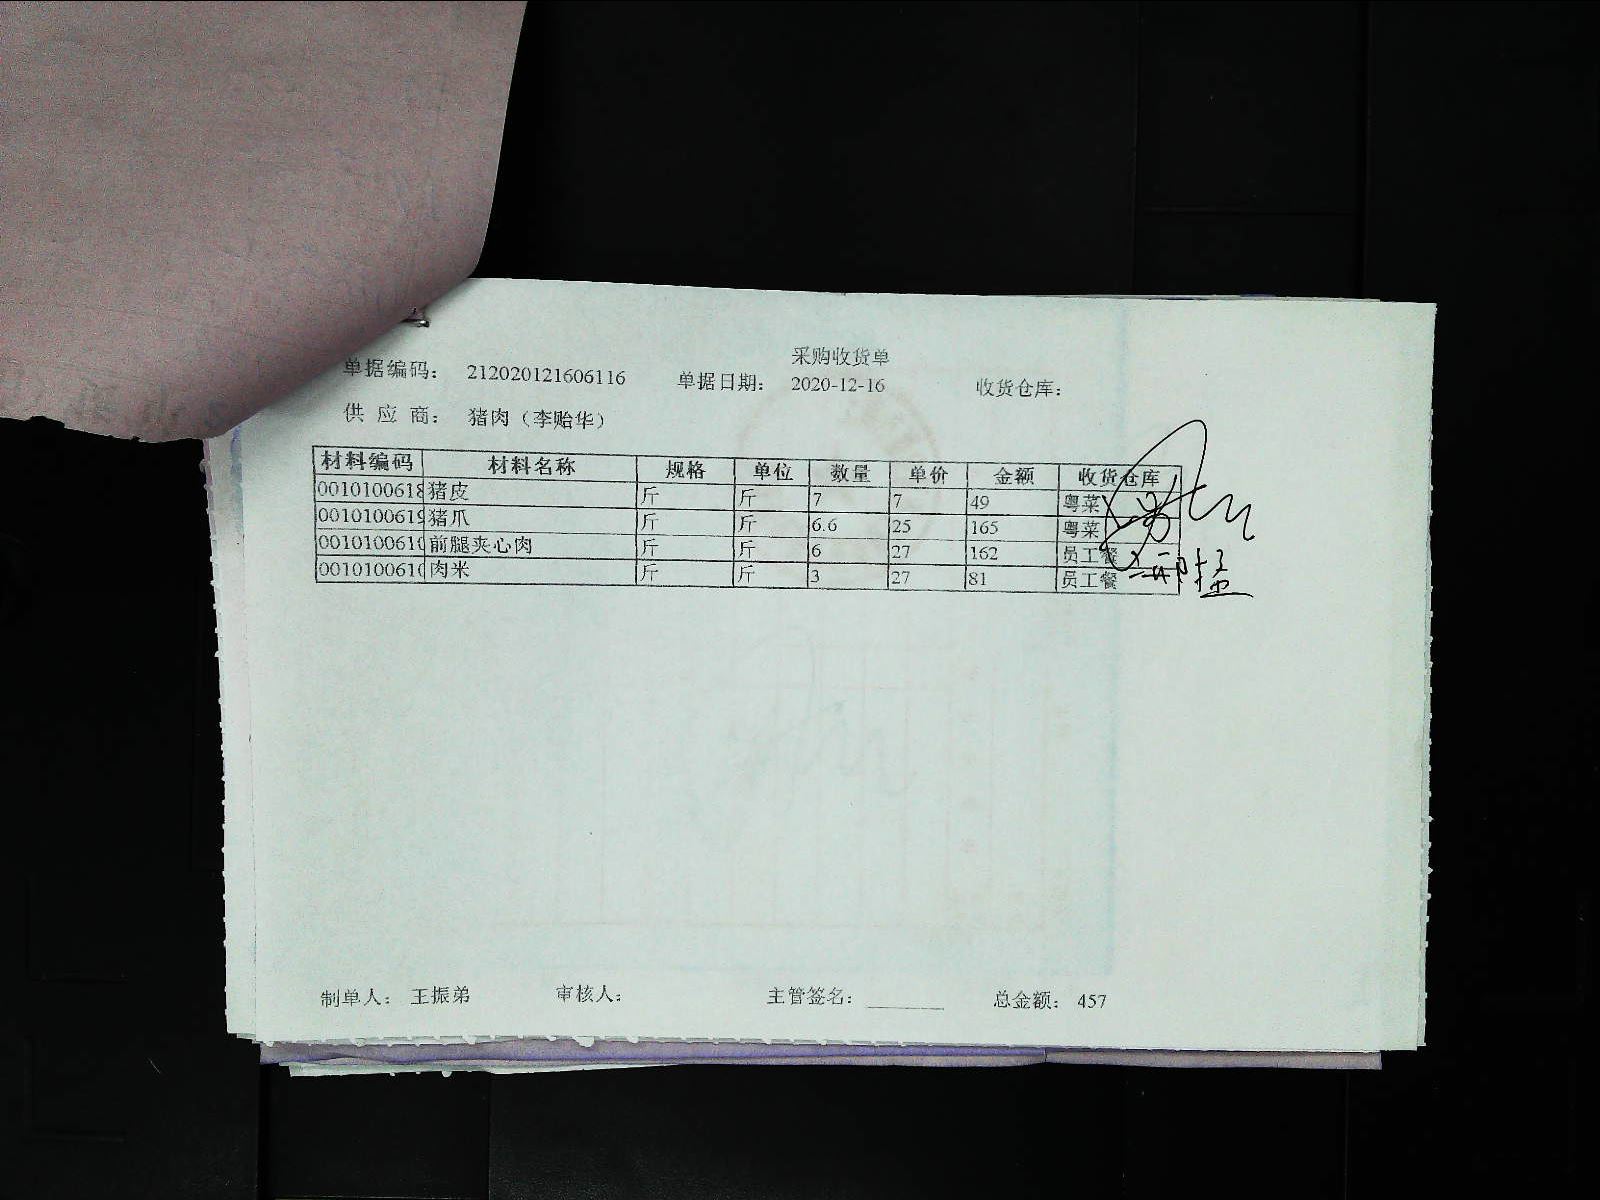 采购收货单
单据编码： 212020121606116 单据日期： 2020-12-16 收货仓库：
供应商： 猪肉（李贻华）
材料编码 材料名称 规格 单位 数量 单价 金额 收货仓库
0010100618 猪皮 斤 斤 7 7 49 粤菜
0010100619 猪爪 斤 斤 6.6 25 165 粤菜
001010061 前腿夹心肉 斤 斤 6 27 162 员工餐
001010061 肉米 斤 斤 3 27 81 员工餐
制单人： 王振弟 审核人： 主管签名： 总金额： 457